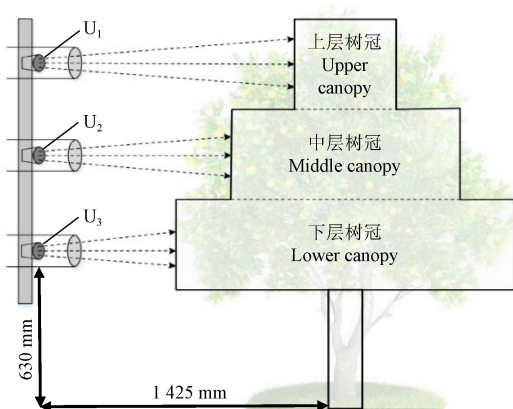 U1
上层树冠
Upper
canopy
U2
中层树冠
Middle canopy
U3
下层树冠
Lower canopy
630 mm
1 425 mm